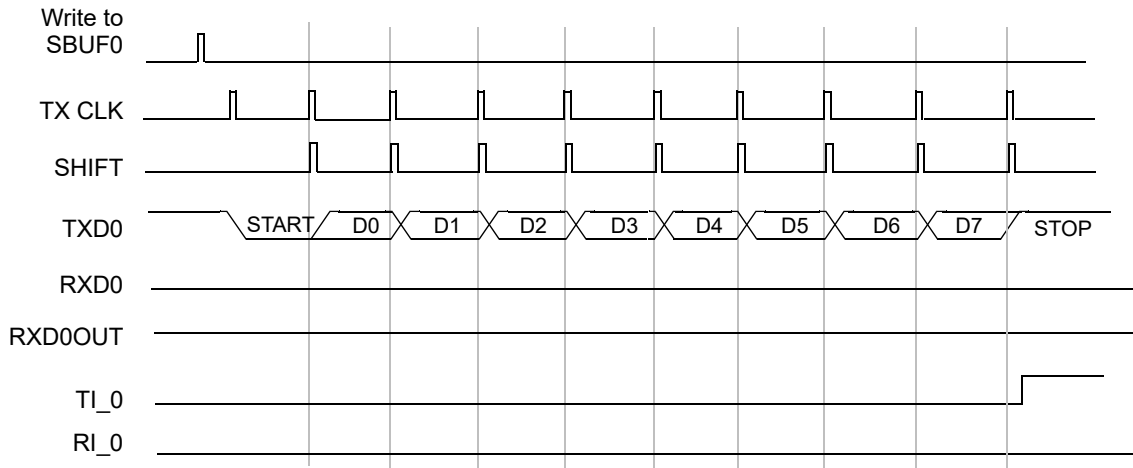 Write to
SBUF0
TX CLK
SHIFT
TXD0 START D0 D1 D2 D3 D4 D5 D6 D7 STOP
RXD0
RXD0OUT
TI_0
RI_0